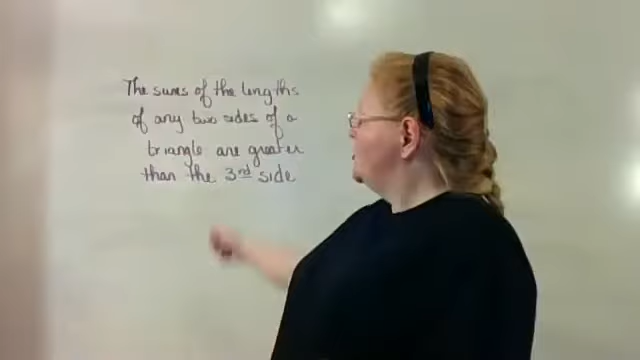 The sums of the lengths
of any two sides of a
triangle are greater
than the 3rd side